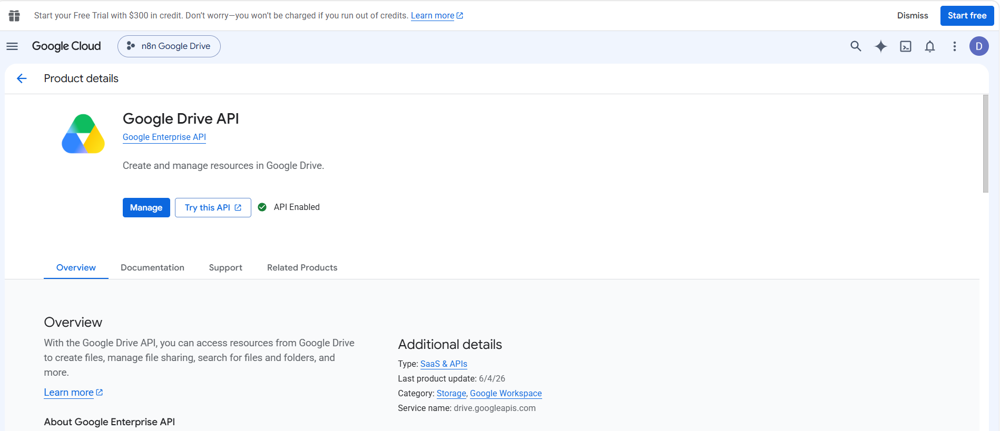 Start your Free Trial with $300 in credit. Don’t worry—you won’t be charged if you run out of credits. Learn more
Dismiss
Start free
Google Cloud
n8n Google Drive
D
Product details
Google Drive API
Google Enterprise API
Create and manage resources in Google Drive.
Manage
Try this API
API Enabled
Overview
Documentation
Support
Related Products
Overview
With the Google Drive API, you can access resources from Google Drive
to create files, manage file sharing, search for files and folders, and
more.
Learn more
About Google Enterprise API
Additional details
Type: SaaS & APIs
Last product update: 6/4/26
Category: Storage, Google Workspace
Service name: drive.googleapis.com